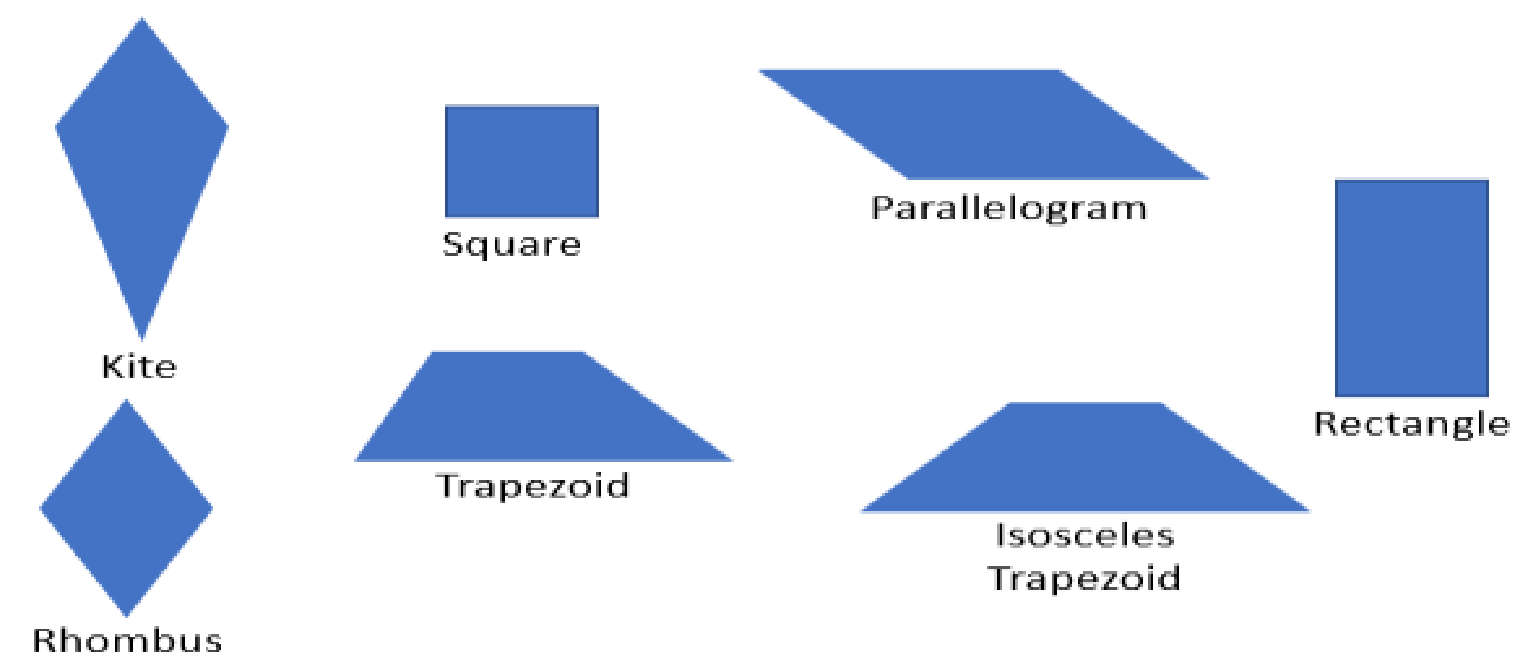 Parallelogram
Square
Kite
Rectangle
Trapezoid
Isosceles
Trapezoid
Rhombus